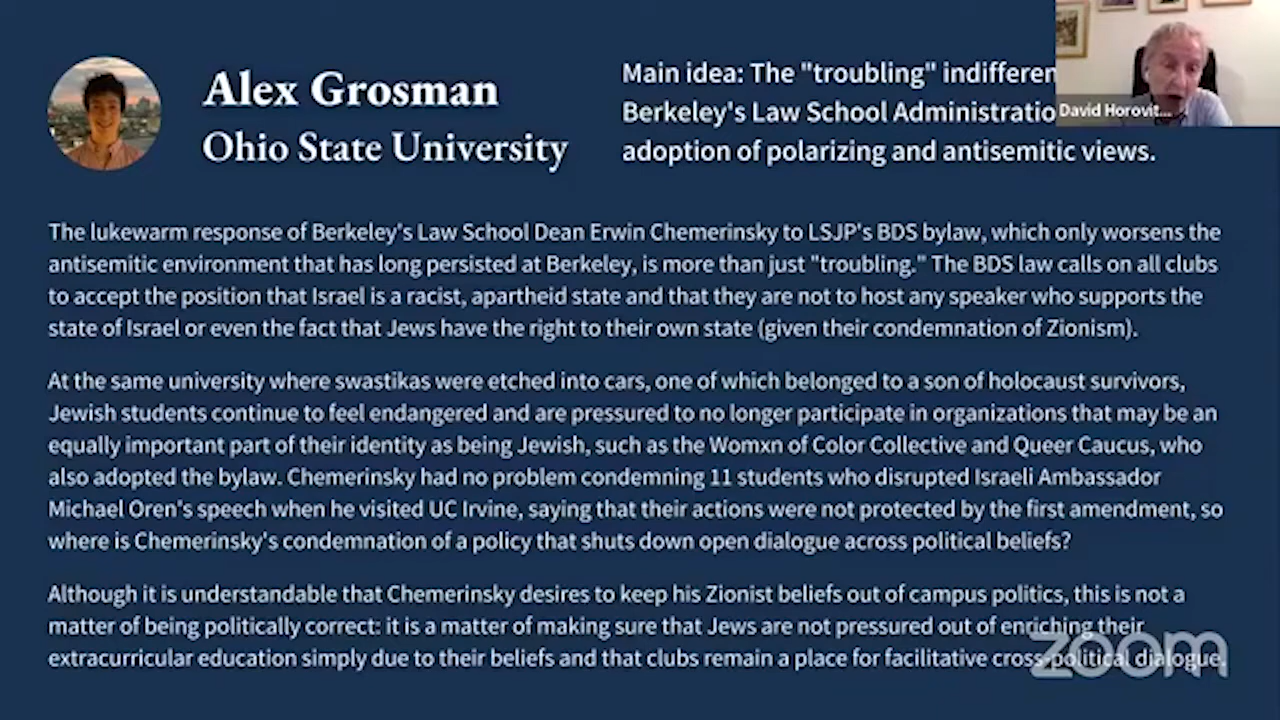 Alex Grosman
Ohio State University
Main idea: The "troubling" indifferen
Berkeley's Law School Administratio
adoption of polarizing and antisemitic views.
David Horovit...
The lukewarm response of Berkeley's Law School Dean Erwin Chemerinsky to LSJP's BDS bylaw, which only worsens the
antisemitic environment that has long persisted at Berkeley, is more than just "troubling." The BDS law calls on all clubs
to accept the position that Israel is a racist, apartheid state and that they are not to host any speaker who supports the
state of Israel or even the fact that Jews have the right to their own state (given their condemnation of Zionism).
At the same university where swastikas were etched into cars, one of which belonged to a son of holocaust survivors,
Jewish students continue to feel endangered and are pressured to no longer participate in organizations that may be an
equally important part of their identity as being Jewish, such as the Womxn of Color Collective and Queer Caucus, who
also adopted the bylaw. Chemerinsky had no problem condemning 11 students who disrupted Israeli Ambassador
Michael Oren's speech when he visited UC Irvine, saying that their actions were not protected by the first amendment, so
where is Chemerinsky's condemnation of a policy that shuts down open dialogue across political beliefs?
Although it is understandable that Chemerinsky desires to keep his Zionist beliefs out of campus politics, this is not a
matter of being politically correct: it is a matter of making sure that Jews are not pressured out of enriching their
extracurricular education simply due to their beliefs and that clubs remain a place for facilitative cross-political dialogue.
zoom